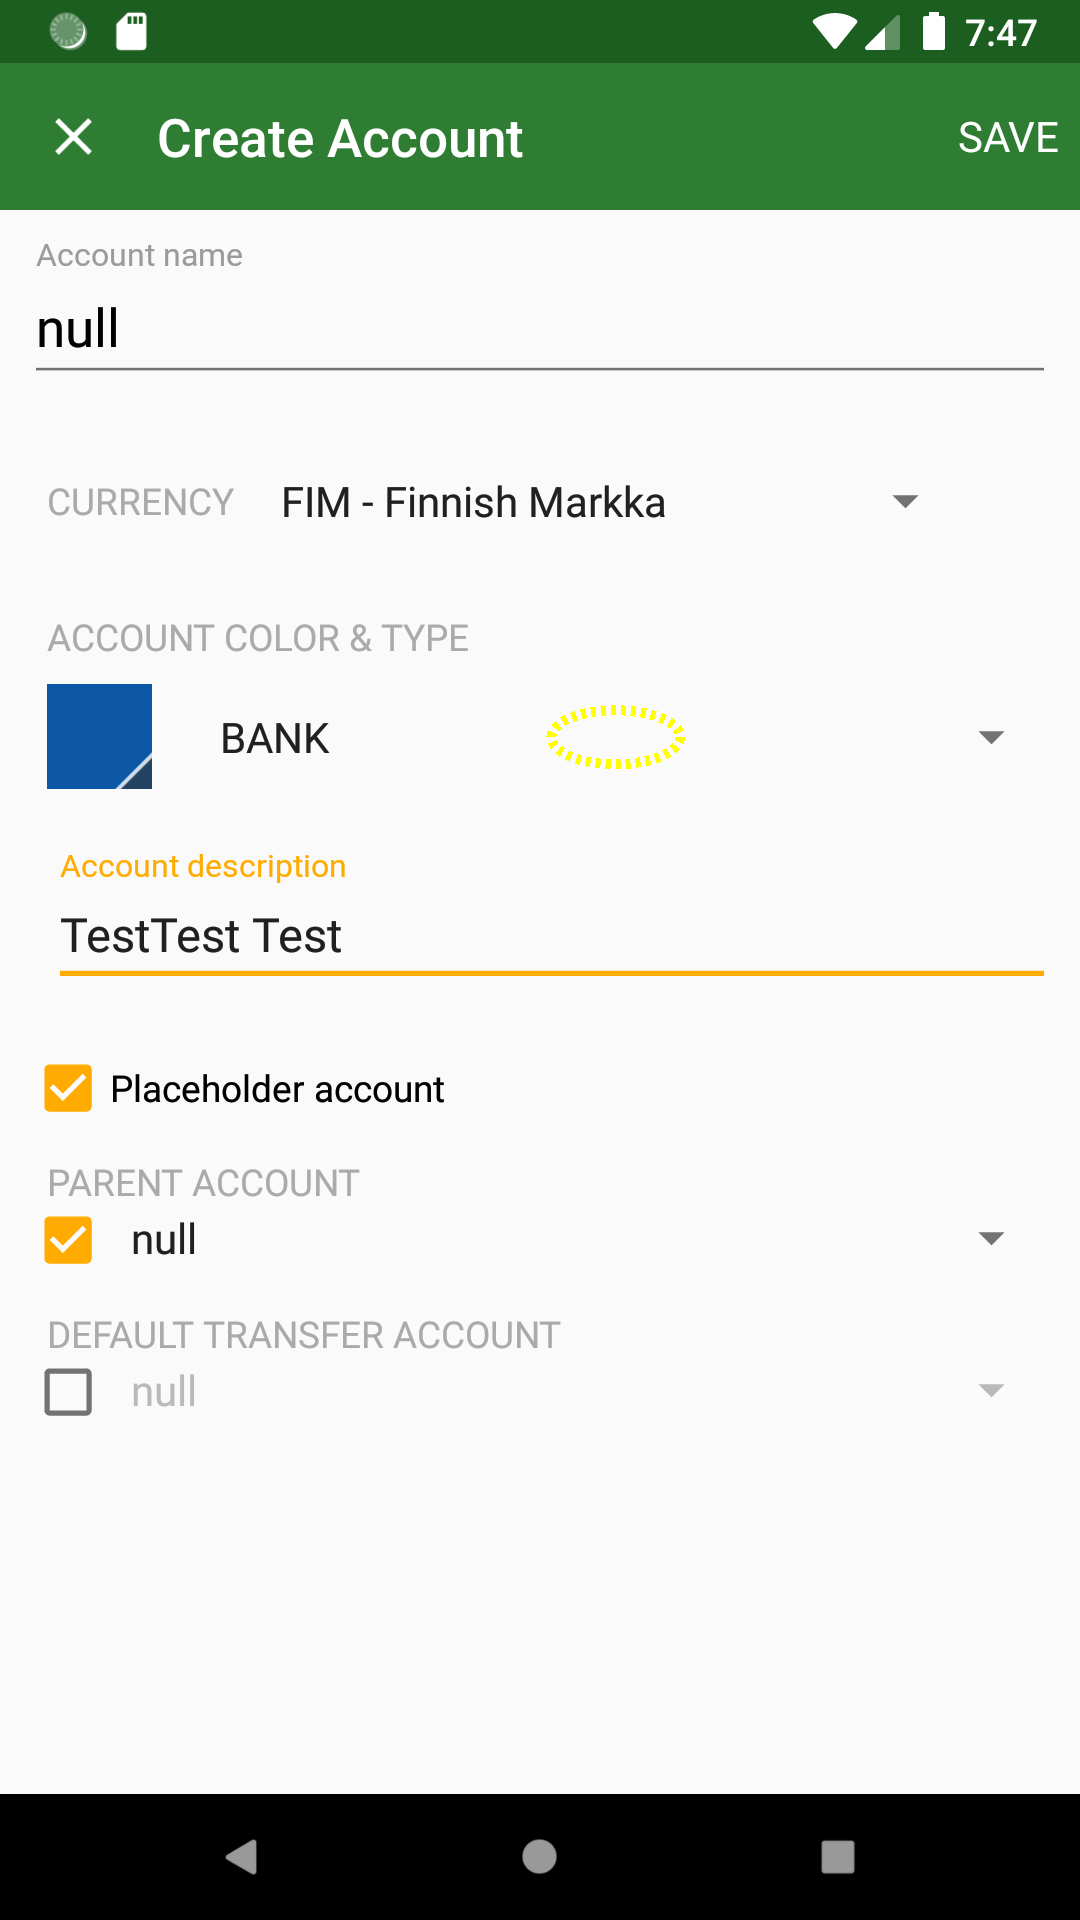 7:47
Create Account
SAVE
Account name
null
CURRENCY FIM - Finnish Markka
ACCOUNT COLOR & TYPE
BANK
Account description
TestTest Test
Placeholder account
PARENT ACCOUNT
null
DEFAULT TRANSFER ACCOUNT
null